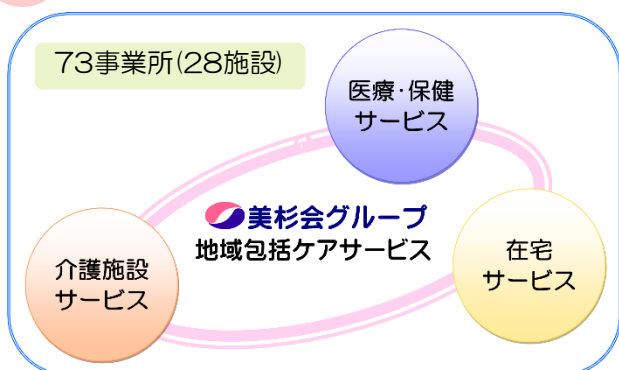 73事業所(28施設)
医療・保健
サービス
美杉会グループ
地域包括ケアサービス
在宅
サービス
介護施設
サービス